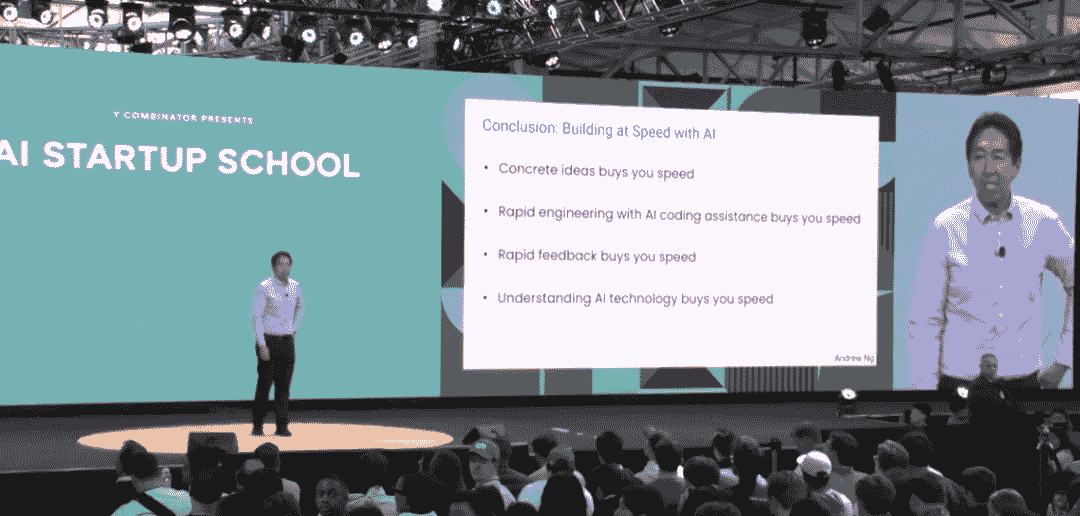 Y COMBINATOR PRESENTS
AI STARTUP SCHOOL
Conclusion: Building at Speed with AI
• Concrete ideas buys you speed
• Rapid engineering with AI coding assistance buys you speed
• Rapid feedback buys you speed
• Understanding AI technology buys you speed
Andrew Ng